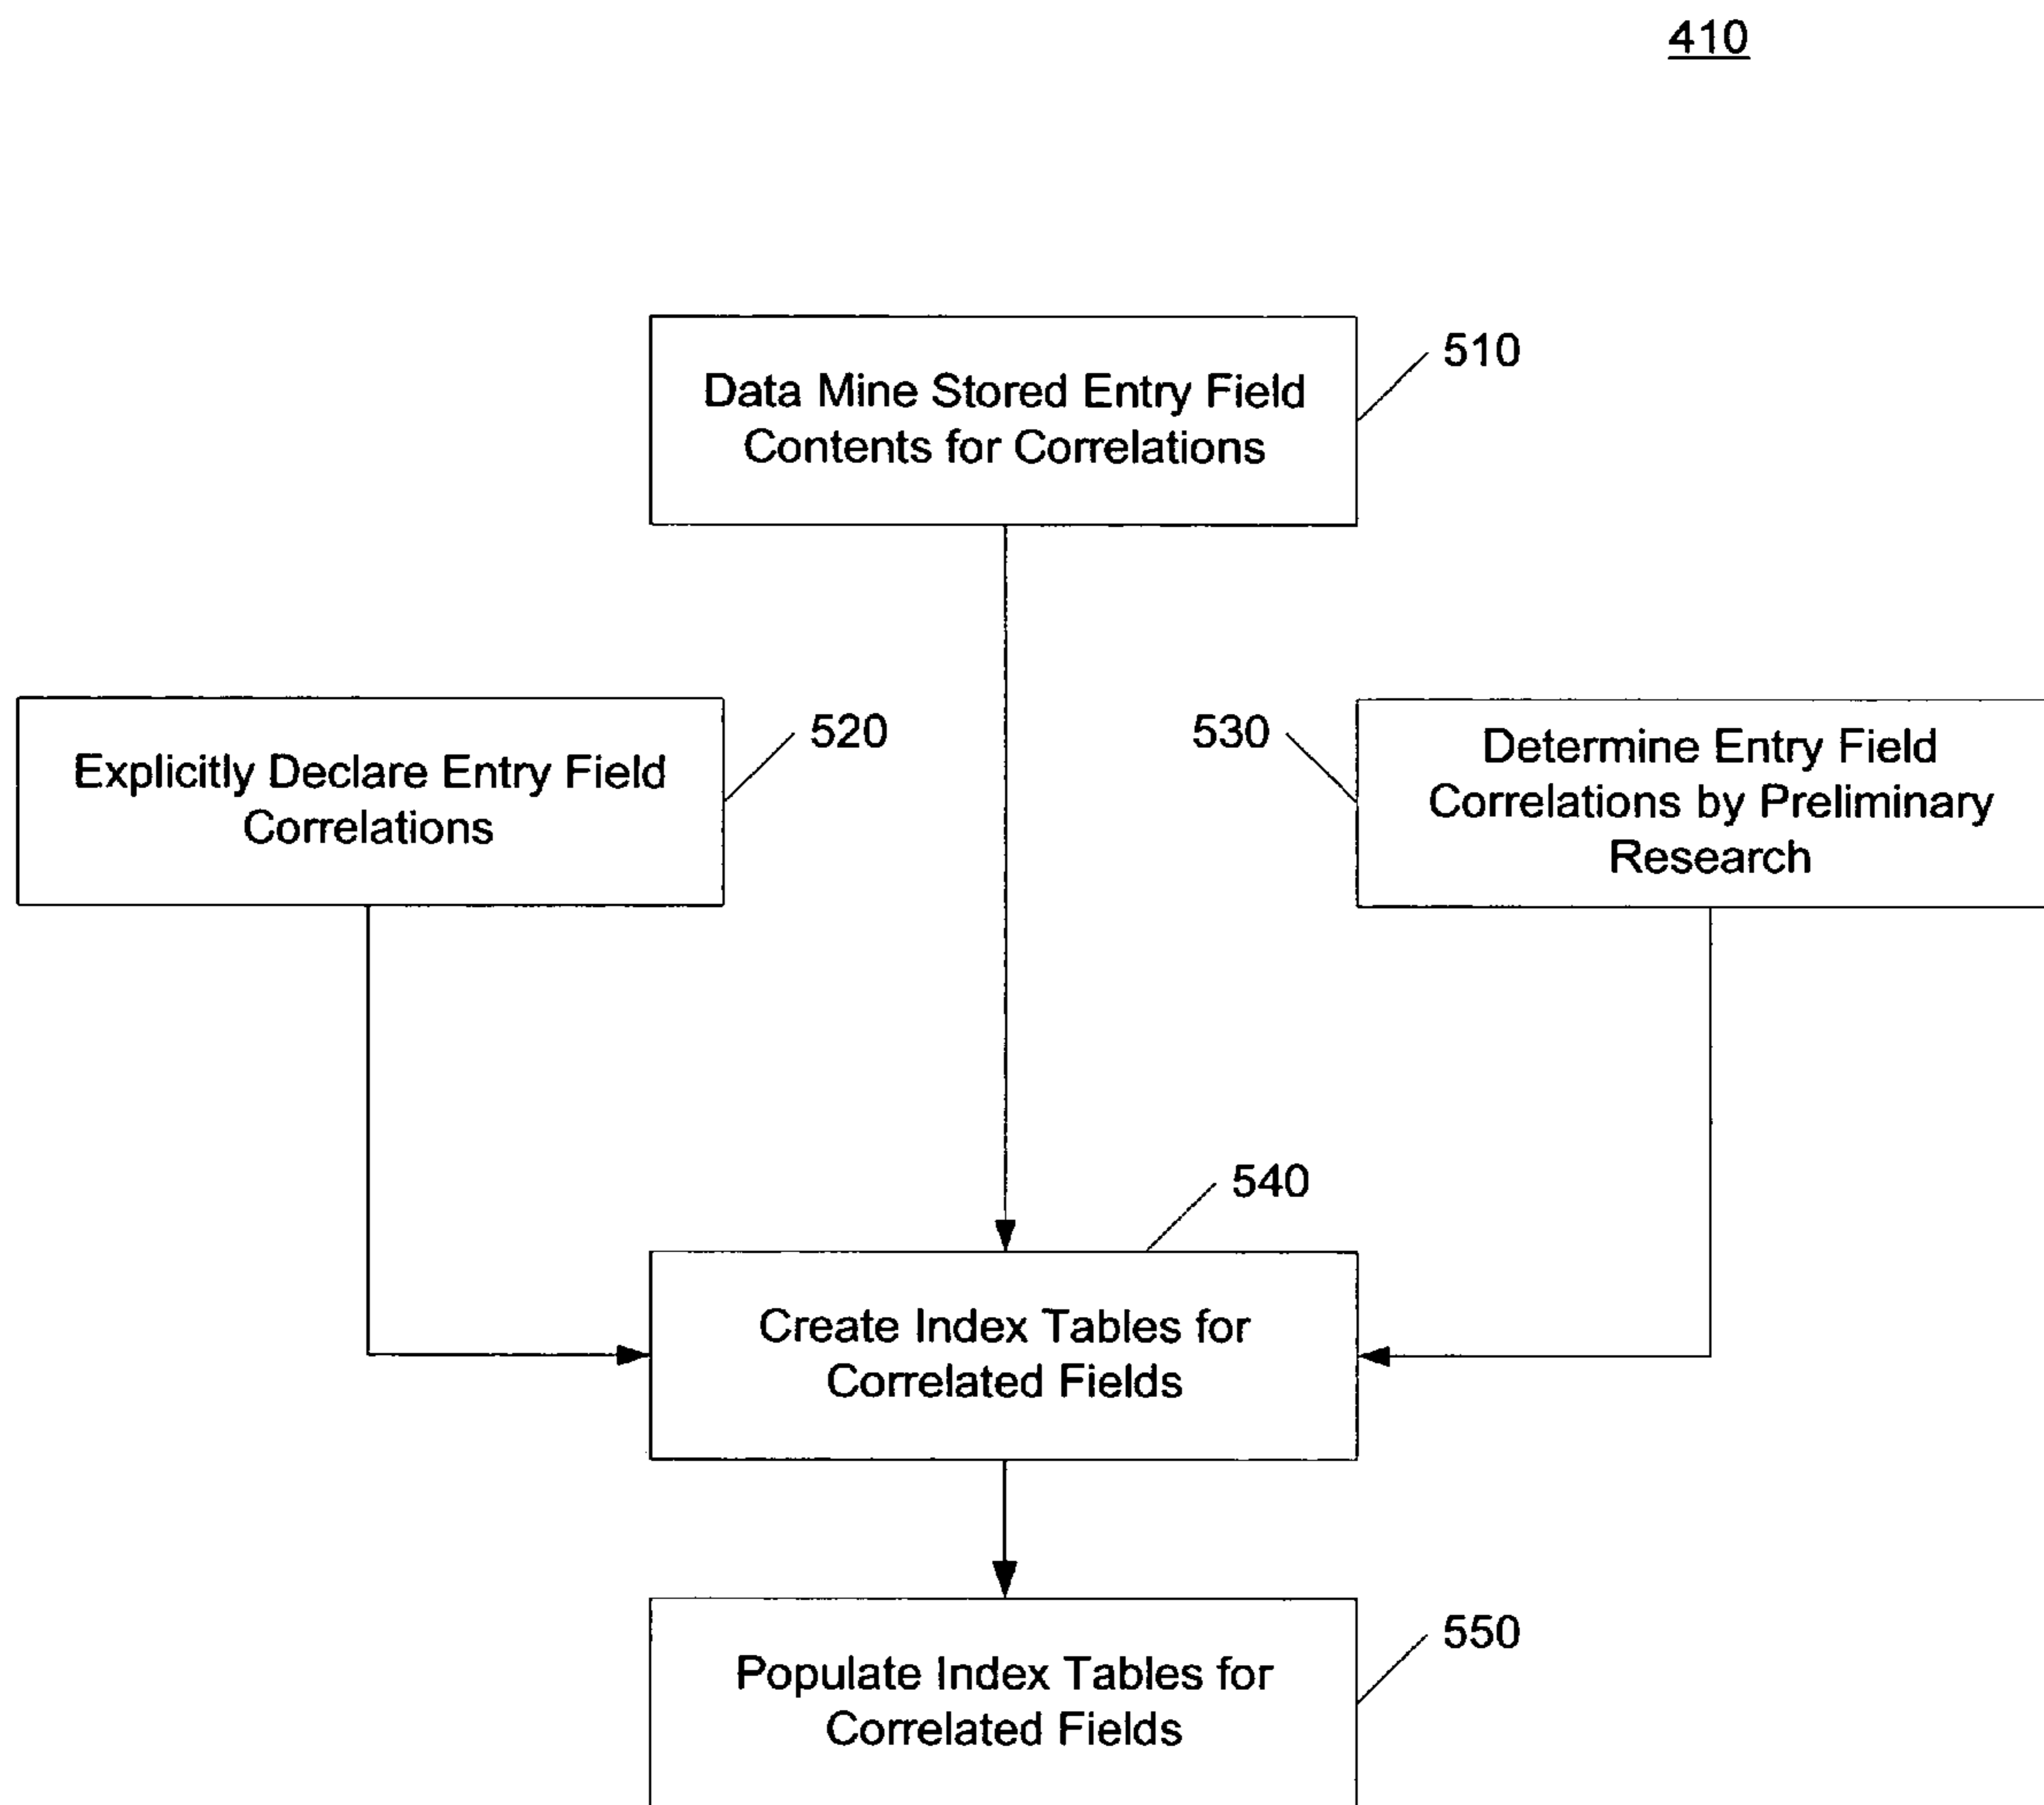 410
Data Mine Stored Entry Field
Contents for Correlations
510
Explicitly Declare Entry Field
Correlations
520
530
Determine Entry Field
Correlations by Preliminary
Research
540
Create Index Tables for
Correlated Fields
Populate Index Tables for
Correlated Fields
550